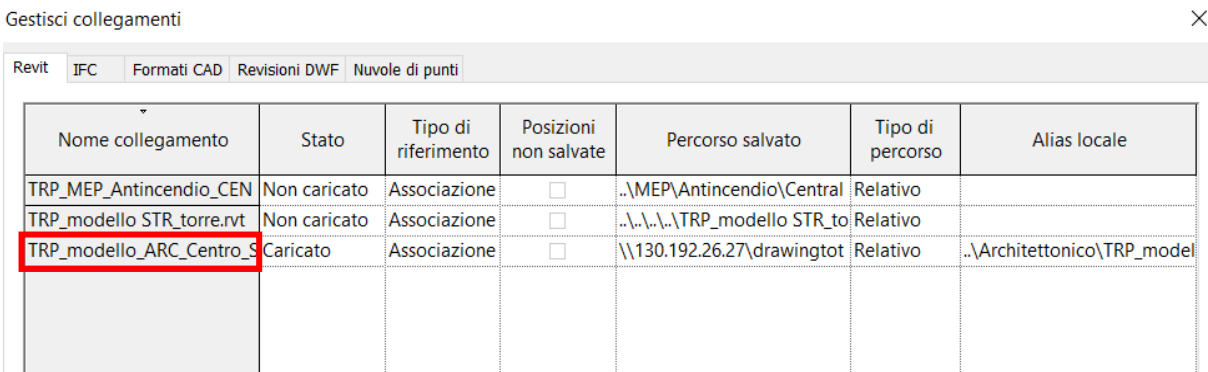 Gestisci collegamenti
Revit IFC Formati CAD Revisioni DWF Nuvole di punti
Nome collegamento Stato Tipo di riferimento Posizioni non salvate Percorso salvato Tipo di percorso Alias locale
TRP_MEP_Antincendio_CEN Non caricato Associazione ..\MEP\Antincendio\Central Relativo
TRP_modello STR_torre.rvt Non caricato Associazione ..\..\..\..\TRP_modello STR_to Relativo
TRP_modello_ARC_Centro_S Caricato Associazione \\130.192.26.27\drawingtot Relativo ..\Architettonico\TRP_model